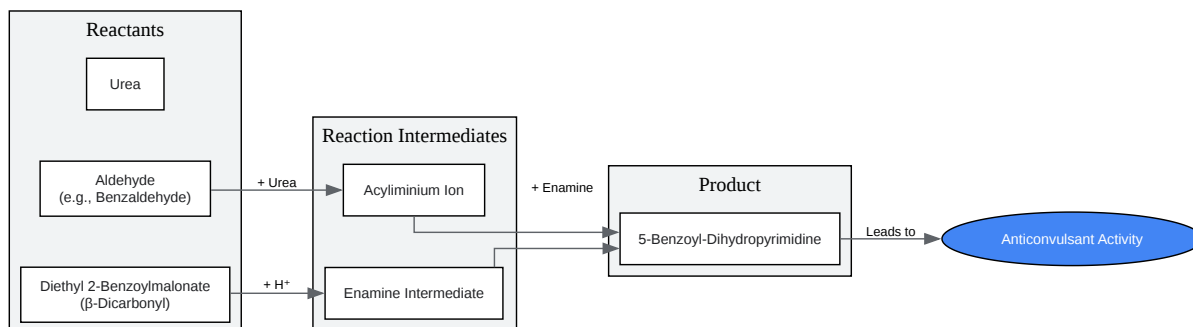 Reactants
Urea
Aldehyde
(e.g., Benzaldehyde)
Diethyl 2-Benzoylmalonate
(β-Dicarbonyl)
+ Urea
+ H⁺
Reaction Intermediates
Acyliminium Ion
Enamine Intermediate
+ Enamine
Product
5-Benzoyl-Dihydropyrimidine
Leads to
Anticonvulsant Activity